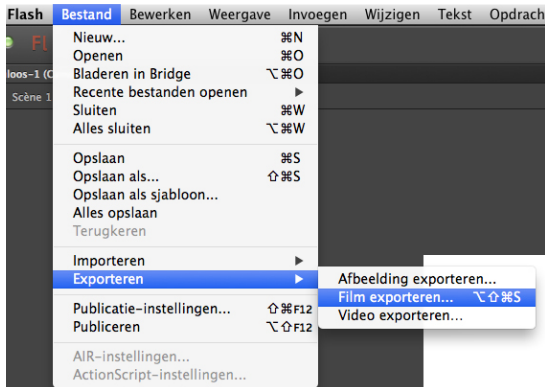 Flash Bestand Bewerken Weergave Invoegen Wijzigen Tekst Opdrach
Fl
Nieuw... ⌘N
Openen ⌘O
loos-1 (C
Bladeren in Bridge ⌥⌘O
Recente bestanden openen ▶
Scène 1
Sluiten ⌘W
Alles sluiten ⌥⌘W
Opslaan ⌘S
Opslaan als... ⇧⌘S
Opslaan als sjabloon...
Alles opslaan
Terugkeren
Importeren ▶
Exporteren ▶
Afbeelding exporteren...
Film exporteren... ⌥⇧⌘S
Video exporteren...
Publicatie-instellingen... ⇧⌘F12
Publiceren ⌥⇧F12
AIR-instellingen...
ActionScript-instellingen...